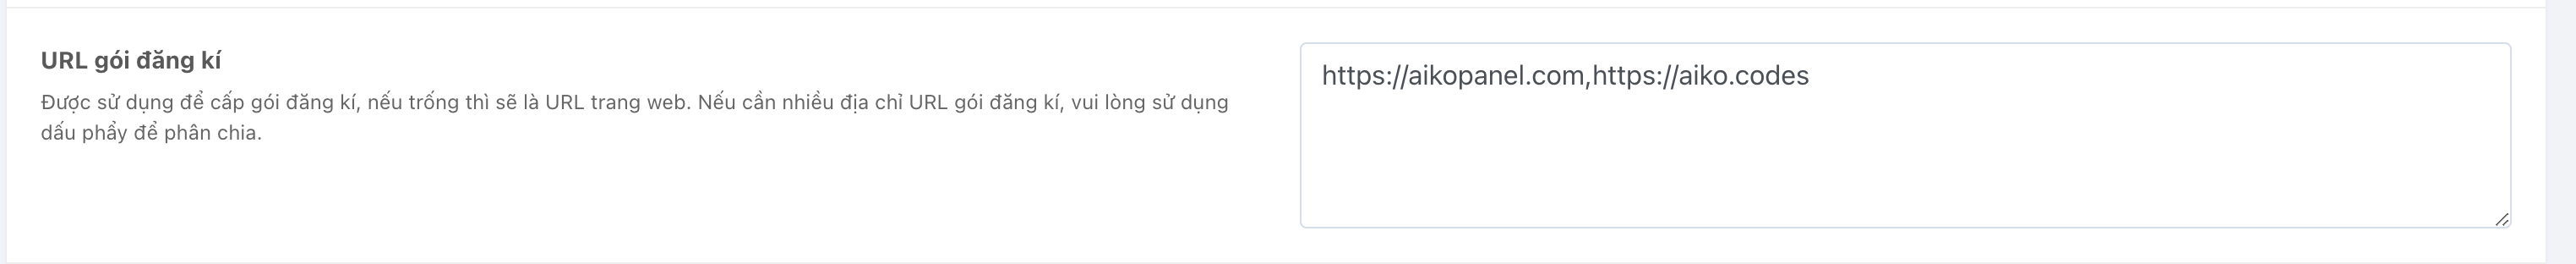 URL gói đăng kí
Được sử dụng để cấp gói đăng kí, nếu trống thì sẽ là URL trang web. Nếu cần nhiều địa chỉ URL gói đăng kí, vui lòng sử dụng
dấu phẩy để phân chia.
https://aikopanel.com,https://aiko.codes